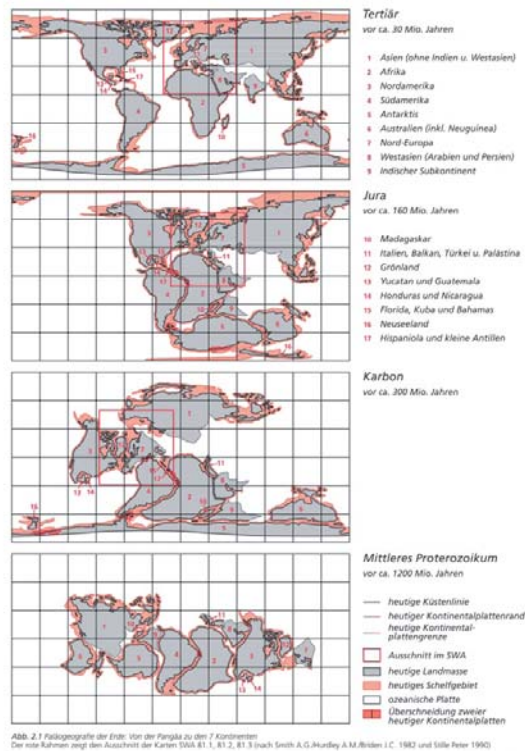 Tertiär
vor ca. 30 Mio. Jahren
1 Asien (ohne Indien u. Westasien)
2 Afrika
3 Nordamerika
4 Südamerika
5 Antarktis
6 Australien (inkl. Neuguinea)
7 Nord-Europa
8 Westasien (Arabien und Persien)
9 Indischer Subkontinent
Jura
vor ca. 160 Mio. Jahren
10 Madagaskar
11 Italien, Balkan, Türkei u. Palästina
12 Grönland
13 Yucatan und Guatemala
14 Honduras und Nicaragua
15 Florida, Kuba und Bahamas
16 Neuseeland
17 Hispaniola und kleine Antillen
Karbon
vor ca. 300 Mio. Jahren
Mittleres Proterozoikum
vor ca. 1200 Mio. Jahren
heutige Küstenlinie
heutiger Kontinentalplattenrand
heutige Kontinental-
plattengrenze
Ausschnitt im SWA
heutige Landmasse
heutiges Schelfgebiet
ozeanische Platte
Überschneidung zweier
heutiger Kontinentalplatten
Abb. 2.1 Paläogeografie der Erde: Von der Pangäa zu den 7 Kontinenten
Der rote Rahmen zeigt den Ausschnitt der Karten SWA 81.1, 81.2, 81.3 (nach Smith A.G./Hurdley A.M./Briden J.C. 1982 und Stille Peter 1990)